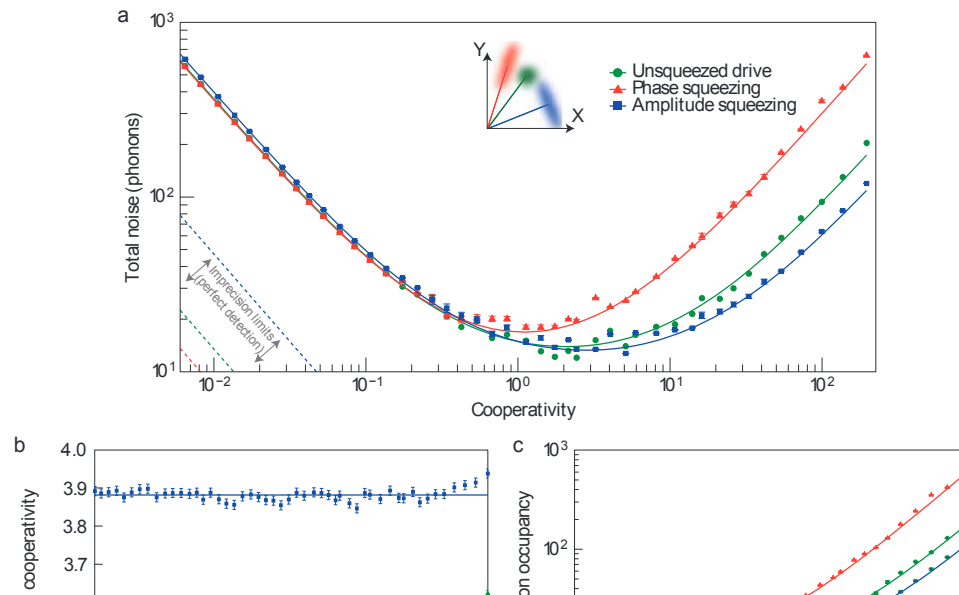 a
10³
10²
10¹
Total noise (phonons)
Y
X
Unsqueezed drive
Phase squeezing
Amplitude squeezing
Imprecision limits
(perfect detection)
10⁻²
10⁻¹
10⁰
10¹
10²
Cooperativity
b
4.0
3.9
3.8
3.7
cooperativity
c
10³
10²
on occupancy